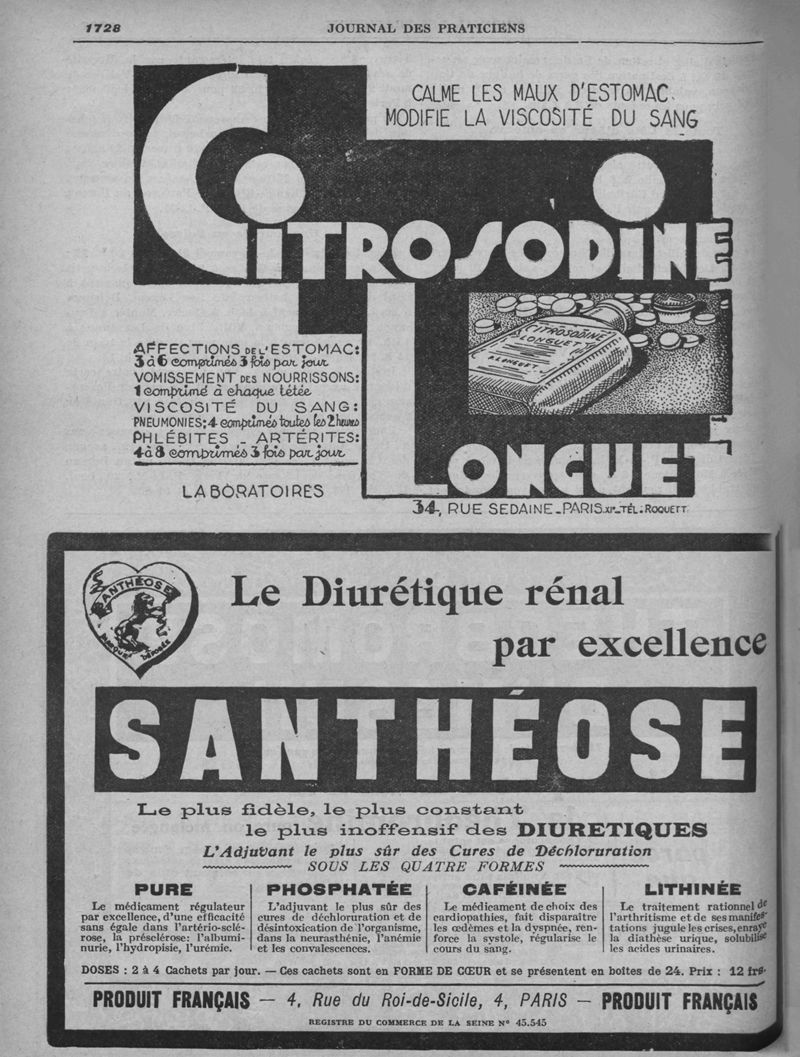 1728
JOURNAL DES PRATICIENS
CALME LES MAUX D'ESTOMAC.
MODIFIE LA VISCOSITÉ DU SANG
CITROSODINE
LONGUET
CITROSODINE
LONGUET
LONGUET
AFFECTIONS DE L'ESTOMAC:
3 à 6 comprimés 3 fois par jour
VOMISSEMENT DES NOURRISSONS:
1 comprimé à chaque tétée
VISCOSITÉ DU SANG:
PNEUMONIES: 4 comprimés toutes les 2 heures
PHLÉBITES - ARTÉRITES:
4 à 8 comprimés 3 fois par jour
LABORATOIRES
34, RUE SEDAINE - PARIS XIe - TÉL: ROQUETT
SANTHÉOSE
MARQUE DÉPOSÉE
Le Diurétique rénal
par excellence
SANTHÉOSE
Le plus fidèle, le plus constant
le plus inoffensif des DIURETIQUES
L'Adjuvant le plus sûr des Cures de Déchloruration
SOUS LES QUATRE FORMES
PURE
Le médicament régulateur
par excellence, d'une efficacité
sans égale dans l'artério-sclé-
rose, la présclérose: l'albumi-
nurie, l'hydropisie, l'urémie.
PHOSPHATÉE
L'adjuvant le plus sûr des
cures de déchloruration et de
désintoxication de l'organisme,
dans la neurasthénie, l'anémie
et les convalescences.
CAFÉINÉE
Le médicament de choix des
cardiopathies, fait disparaître
les œdèmes et la dyspnée, ren-
force la systole, régularise le
cours du sang.
LITHINÉE
Le traitement rationnel de
l'arthritisme et de ses manifes-
tations jugule les crises, enraye
la diathèse urique, solubilise
les acides urinaires.
DOSES : 2 à 4 Cachets par jour. — Ces cachets sont en FORME DE CŒUR et se présentent en boîtes de 24. Prix : 12 frs.
PRODUIT FRANÇAIS — 4, Rue du Roi-de-Sicile, 4, PARIS — PRODUIT FRANÇAIS
REGISTRE DU COMMERCE DE LA SEINE N° 45.545